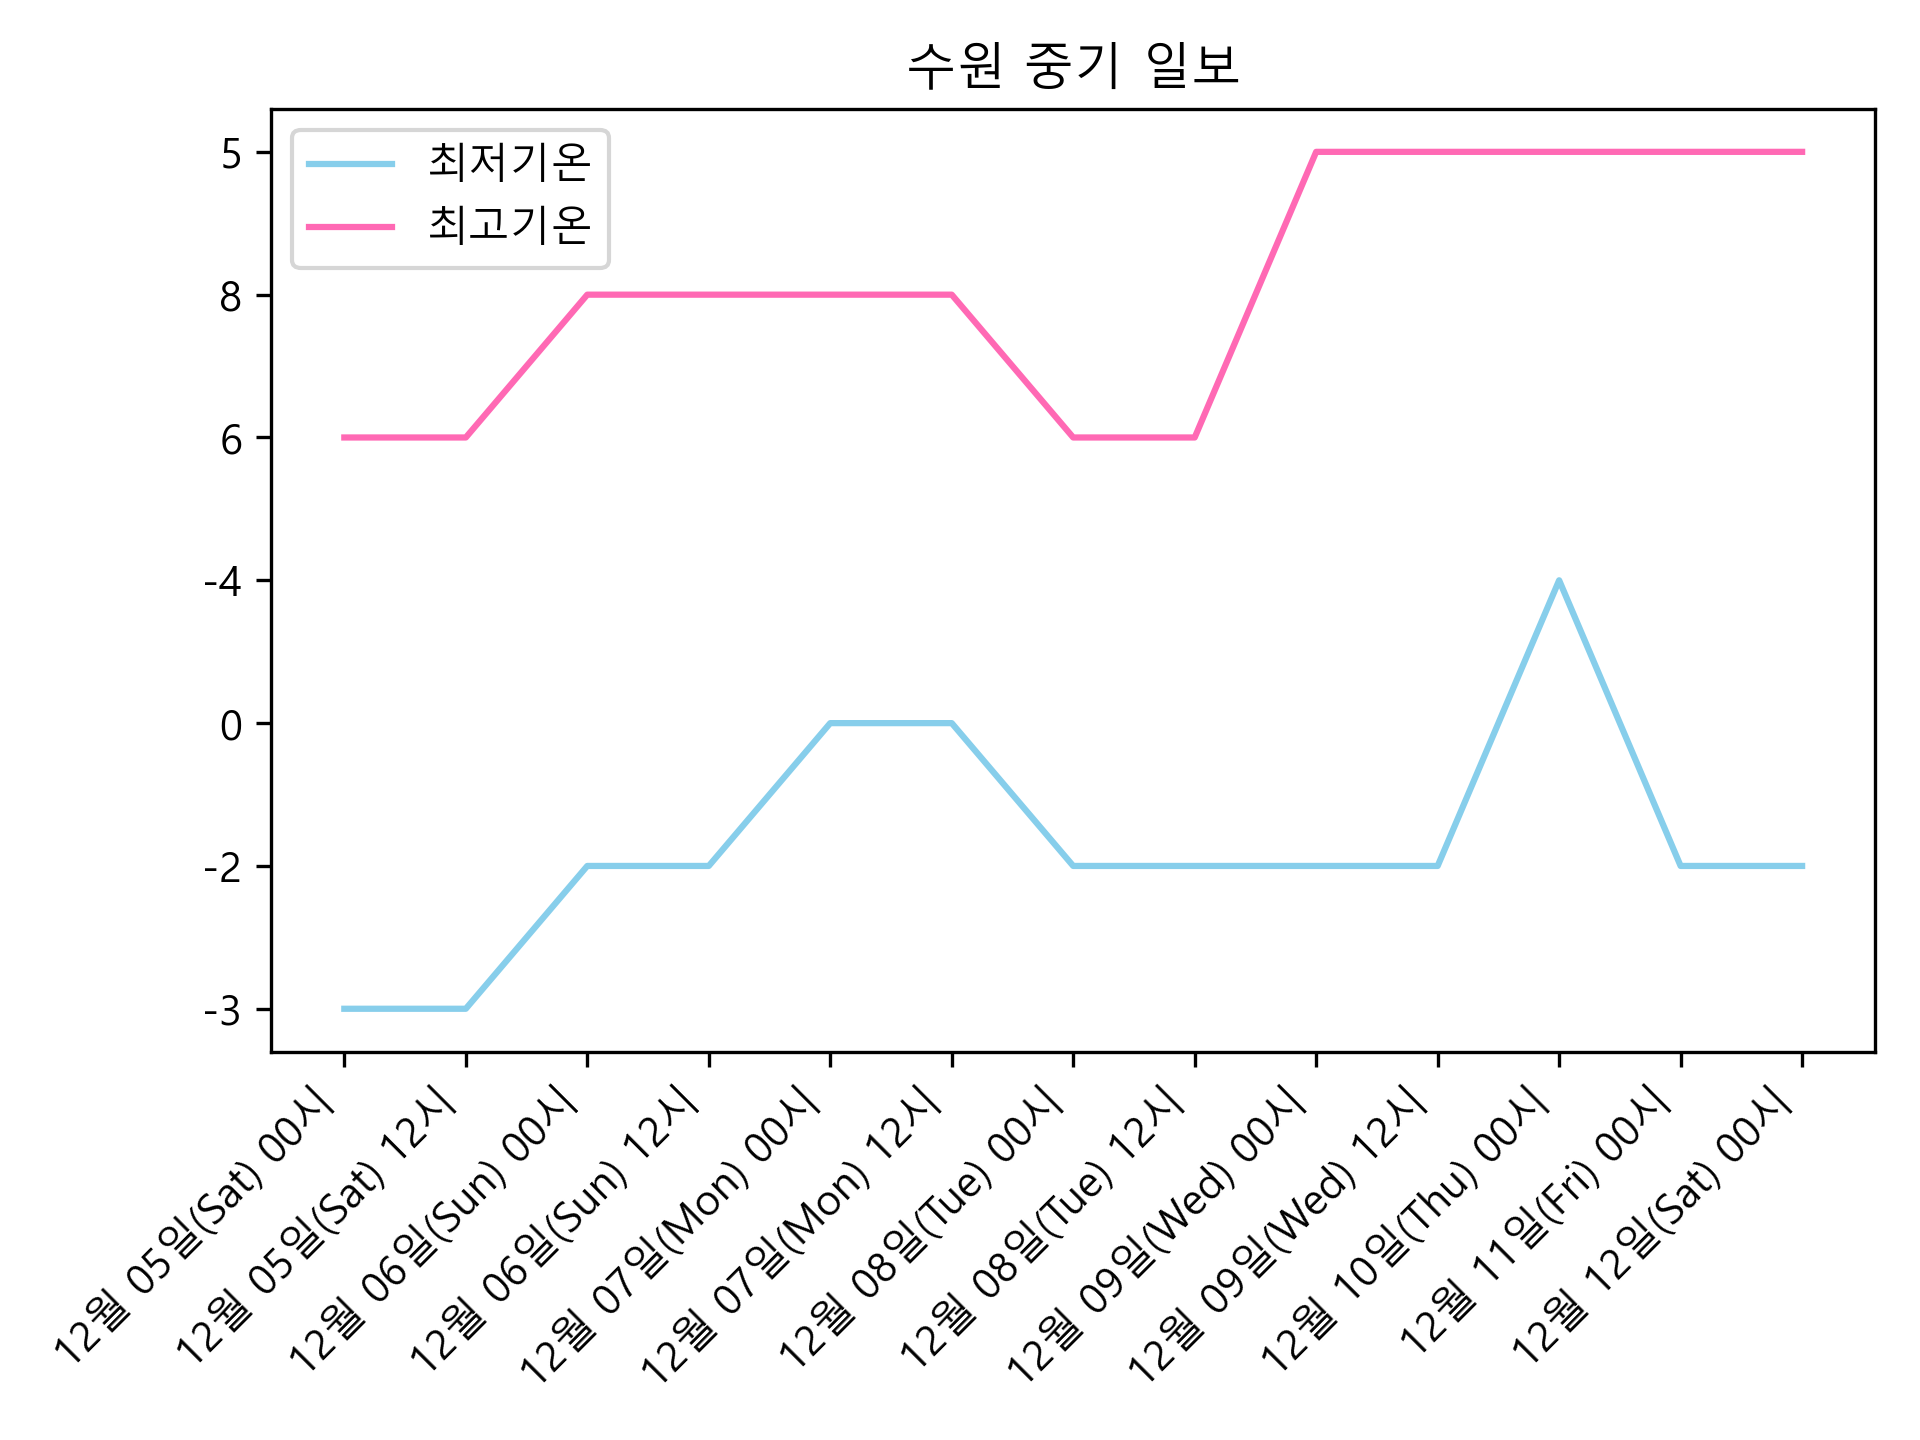 수원 중기 일보
최저기온
최고기온
5
8
6
-4
0
-2
-3
12월 05일(Sat) 00시
12월 05일(Sat) 12시
12월 06일(Sun) 00시
12월 06일(Sun) 12시
12월 07일(Mon) 00시
12월 07일(Mon) 12시
12월 08일(Tue) 00시
12월 08일(Tue) 12시
12월 09일(Wed) 00시
12월 09일(Wed) 12시
12월 10일(Thu) 00시
12월 11일(Fri) 00시
12월 12일(Sat) 00시